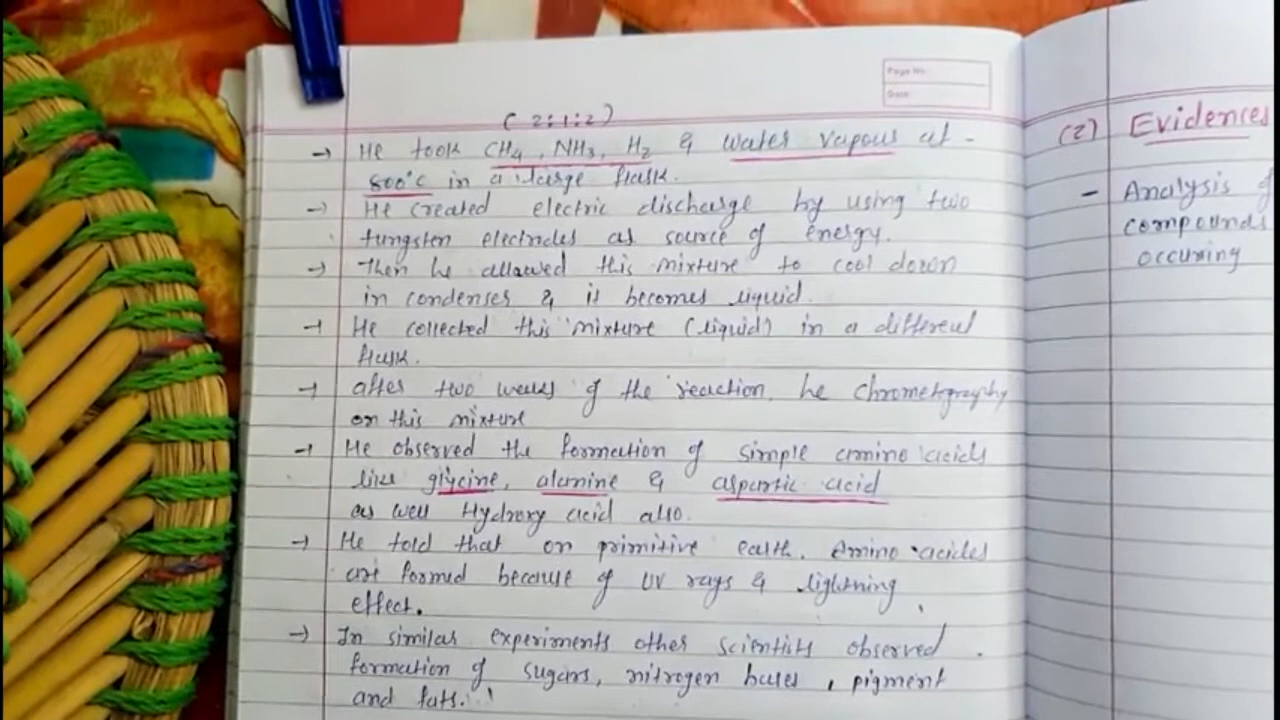 Page No:
Date:
( 2:1:2 )
→ He took CH4, NH3, H2 & water vapous at -
800°C in a large flask.
→ He created electric discharge by using two
tungsten electrodes as source of energy.
→ Then he allowed this mixture to cool down
in condenses & it becomes liquid.
→ He collected this mixture (liquid) in a different
flask.
→ after two weeks of the reaction, he chrometography
on this mixture
→ He observed the formation of simple amino acids
like glycine, alanine & aspartic acid
as well Hydroxy acid also.
→ He told that on primitive earth. Amino acides
are formed because of UV rays & lightning
effect.
→ In similar experiments other scientists observed
formation of sugars, nitrogen bases, pigment
and fats.
(2) Evidences
- Analysis of
compounds
occuring